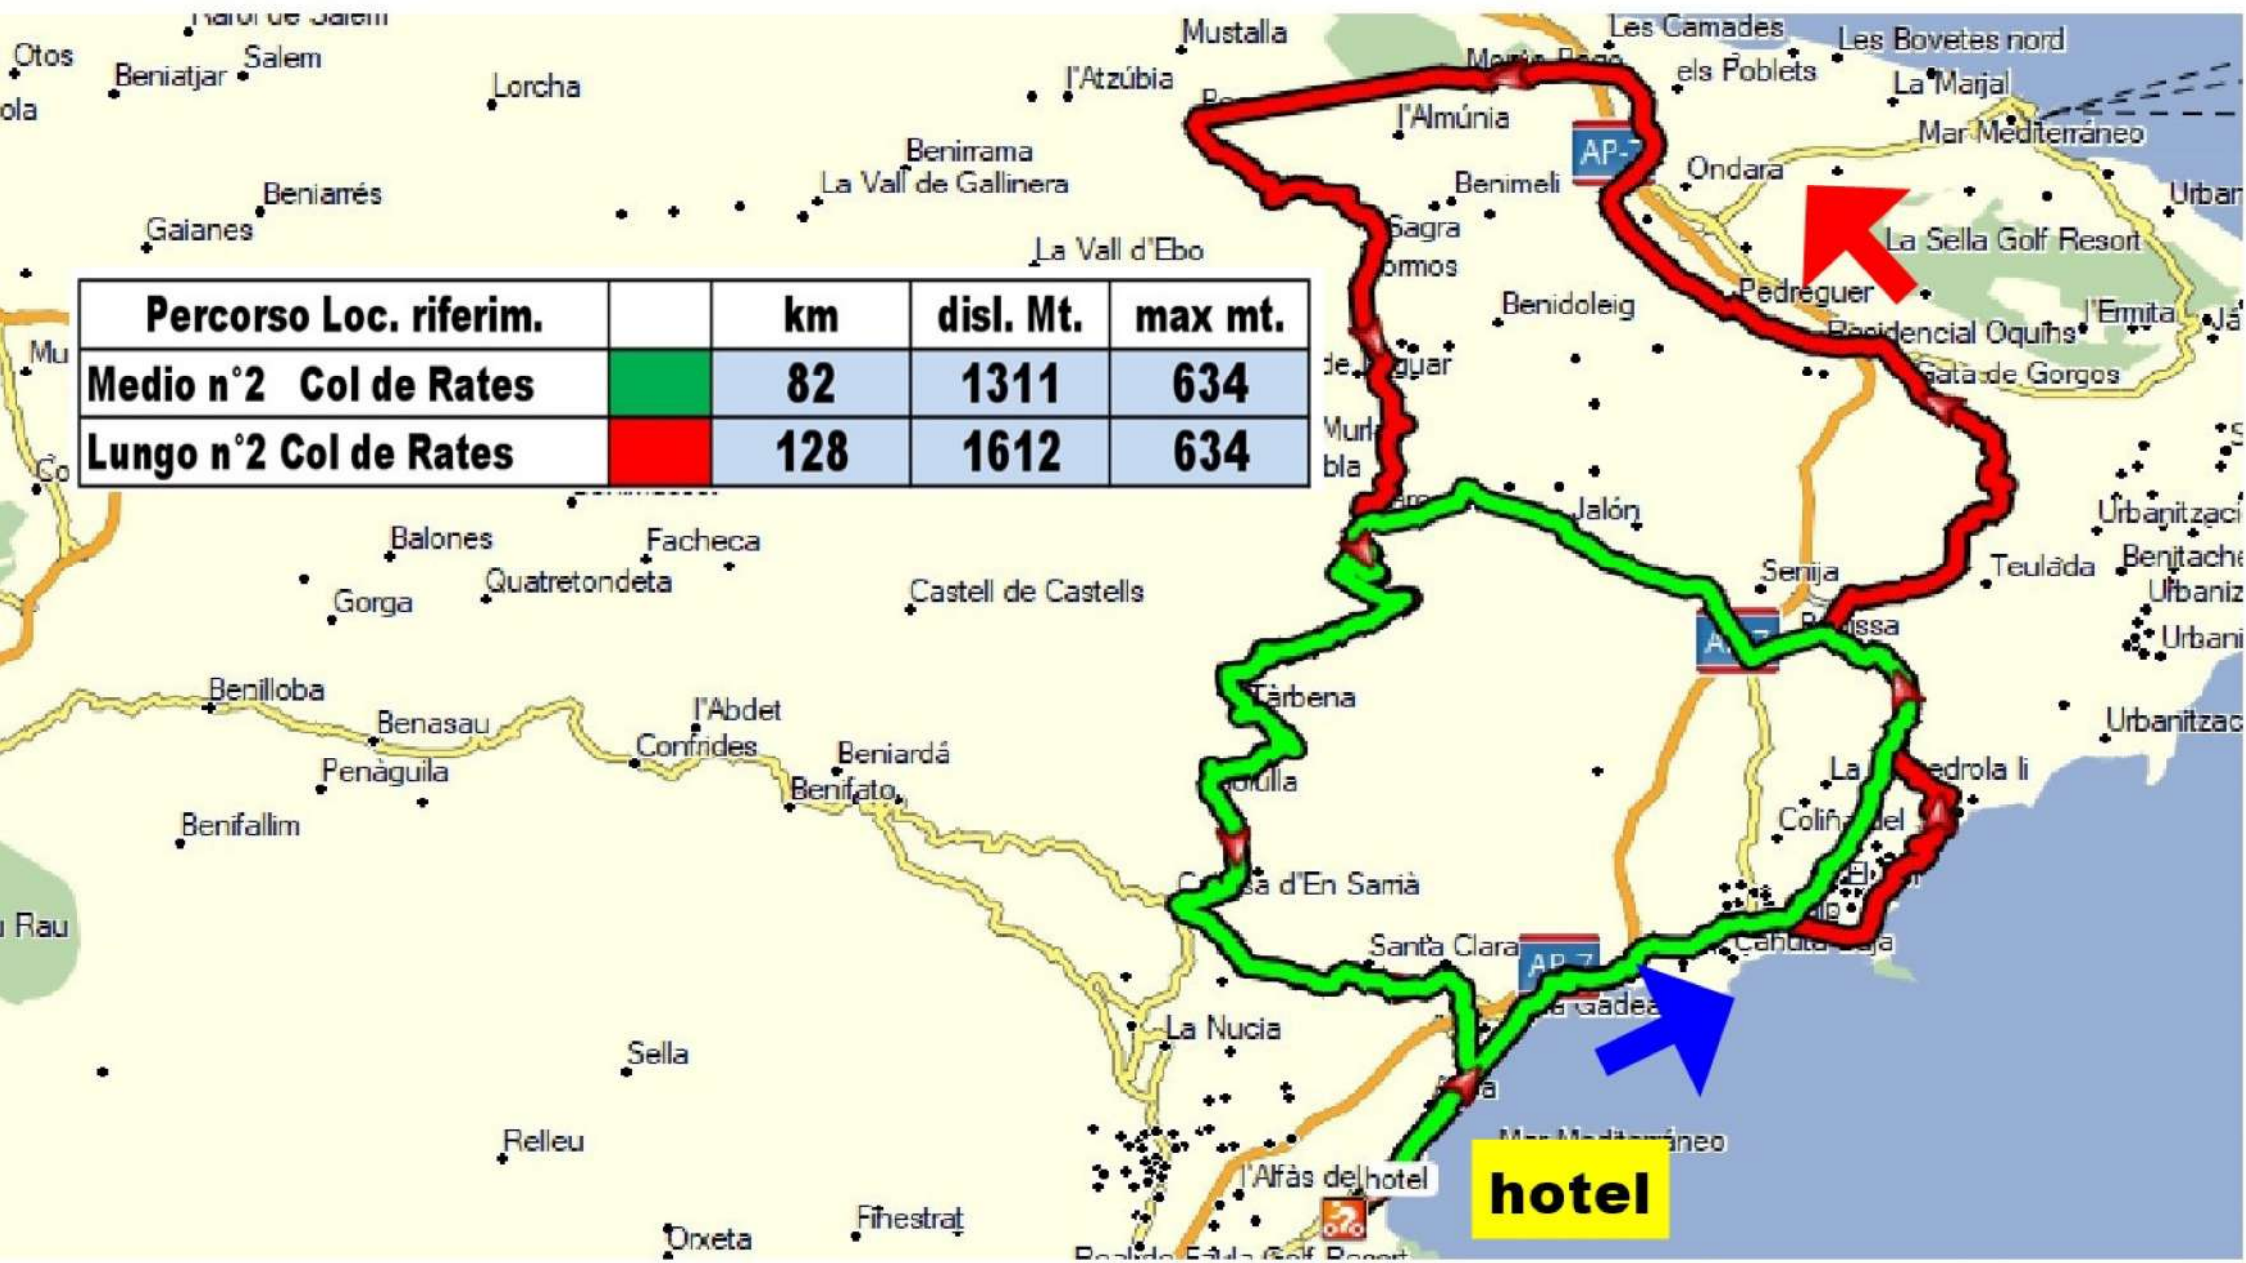 Otos
Beniatjar
Salem
Lorcha
Mustalla
l'Atzúbia
Les Camades
els Poblets
Les Bovetes nord
La Marjal
Mar Mediterráneo
l'Almúnia
AP-7
Ondara
Benirrama
La Vall de Gallinera
Benimeli
Beniarrés
Gaianes
La Vall d'Ebo
Sagra
La Sella Golf Resort
Pedreguer
Benidoleig
l'Ermita
Residencial Oquins
Gata de Gorgos
Percorso Loc. riferim. km disl. Mt. max mt.
Medio n°2 Col de Rates 82 1311 634
Lungo n°2 Col de Rates 128 1612 634
Balones
Facheca
Quatretondeta
Gorga
Castell de Castells
Jalón
Senija
Teulada
Benilloba
Benasau
l'Abdet
Confrides
Penàguila
Beniardá
Benifato
Benifallim
Tàrbena
Santa Clara
AP-7
La Nucia
Sella
Relleu
Finestrat
Orxeta
l'Alfàs del
hotel
Mar Mediterráneo
hotel